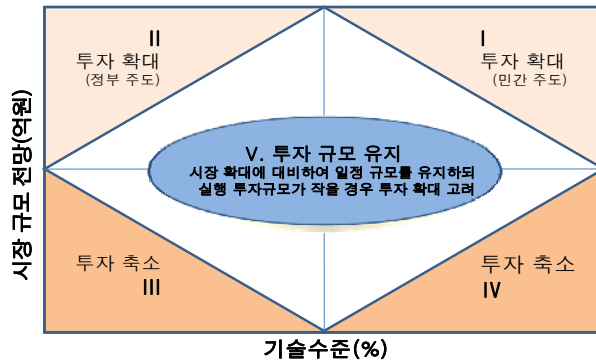 II
투자 확대
(정부 주도)
I
투자 확대
(민간 주도)
V. 투자 규모 유지
시장 확대에 대비하여 일정 규모를 유지하되
실행 투자규모가 작을 경우 투자 확대 고려
투자 축소
III
투자 축소
IV
시장 규모 전망(억원)
기술수준(%)